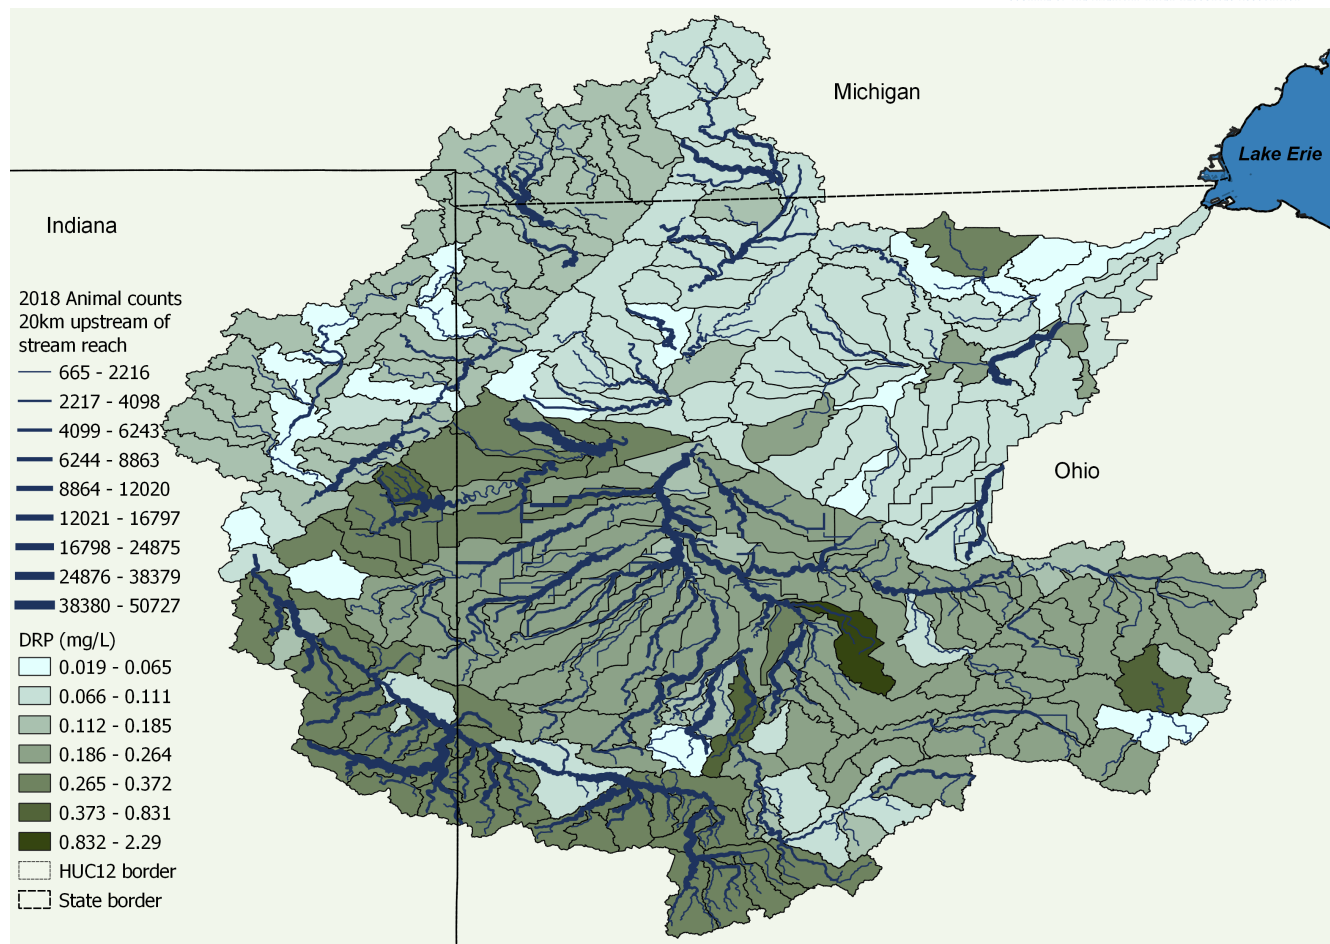 Michigan
Lake Erie
Indiana
2018 Animal counts
20km upstream of
stream reach
665 - 2216
2217 - 4098
4099 - 6243
6244 - 8863
8864 - 12020
12021 - 16797
16798 - 24875
24876 - 38379
38380 - 50727
Ohio
DRP (mg/L)
0.019 - 0.065
0.066 - 0.111
0.112 - 0.185
0.186 - 0.264
0.265 - 0.372
0.373 - 0.831
0.832 - 2.29
HUC12 border
State border